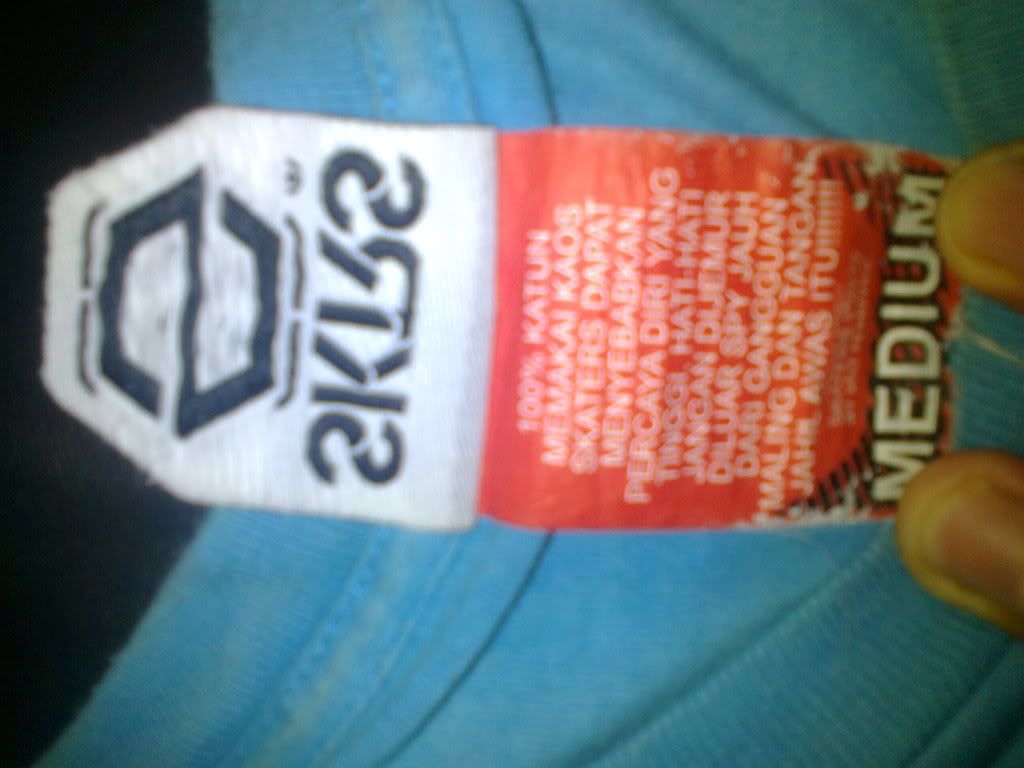 SKTRS
100% KATUN
MEMAKAI KAOS
SKATERS DAPAT
MENYEBABKAN
PERCAYA DIRI YANG
TINGGI HATI-HATI
JANGAN DIJEMUR
DILUAR SPY JAUH
DARI GANGGUAN
MALING DAN TANGAN
JAHIL AWAS ITU!!!!!!!!
MEDIUM